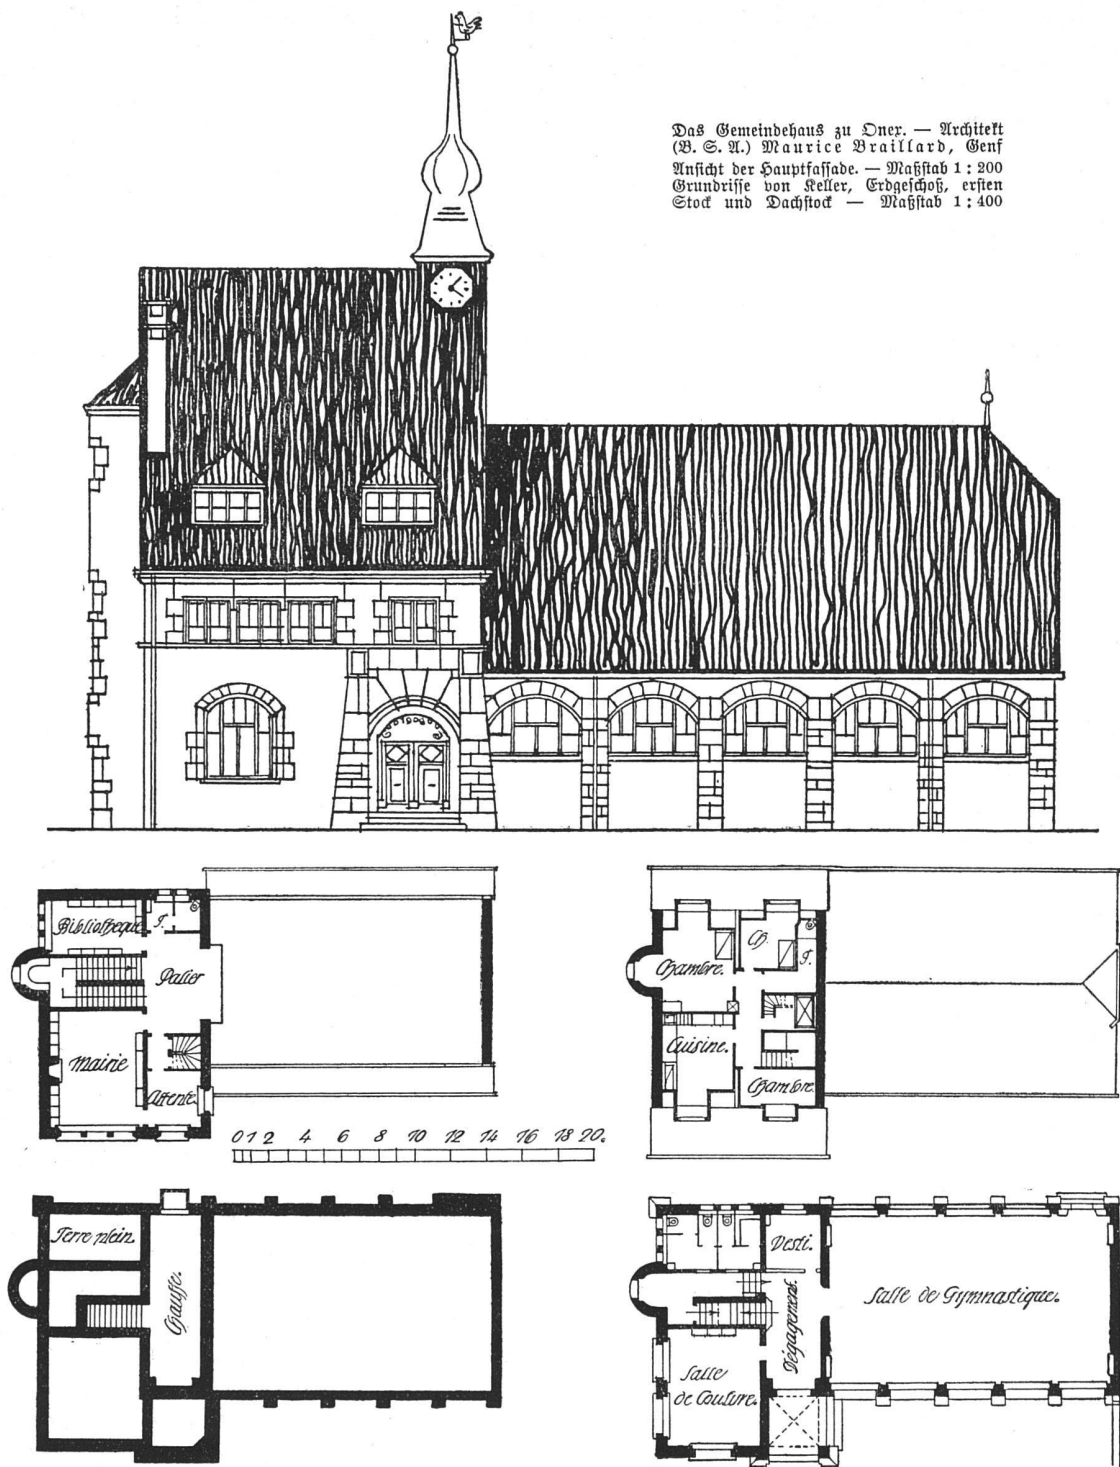 Das Gemeindehaus zu Onex. — Architekt
(B. S. A.) Maurice Braillard, Genf
Ansicht der Hauptfassade. — Maßstab 1 : 200
Grundrisse von Keller, Erdgeschoß, ersten
Stock und Dachstock — Maßstab 1 : 400
Bibliotheque
T.
Palier
Mairie
Attente.
Chambre.
Ch.
T.
Cuisine.
Chambre.
0 1 2 4 6 8 10 12 14 16 18 20.
Terre plein.
Chauffe.
Vesti.
Dégagement.
Salle de Gymnastique.
Salle
de Couture.